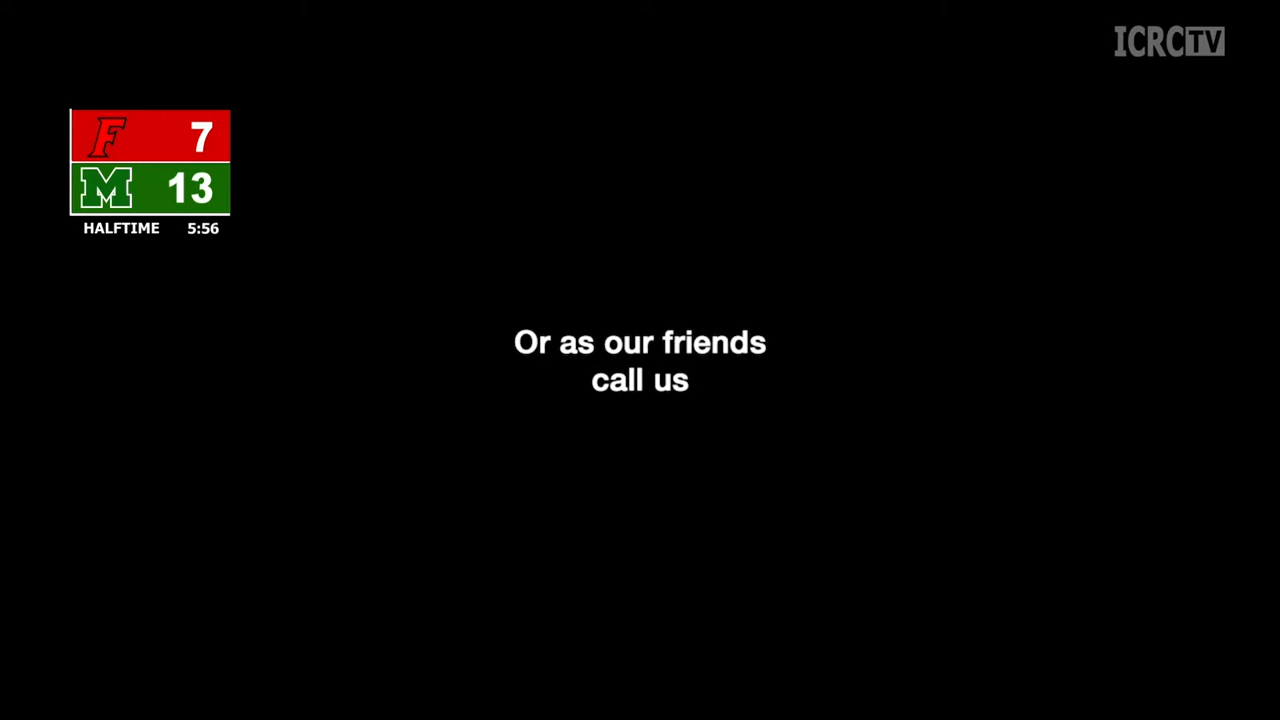 ICRCTV
F 7
M 13
HALFTIME 5:56
Or as our friends
call us